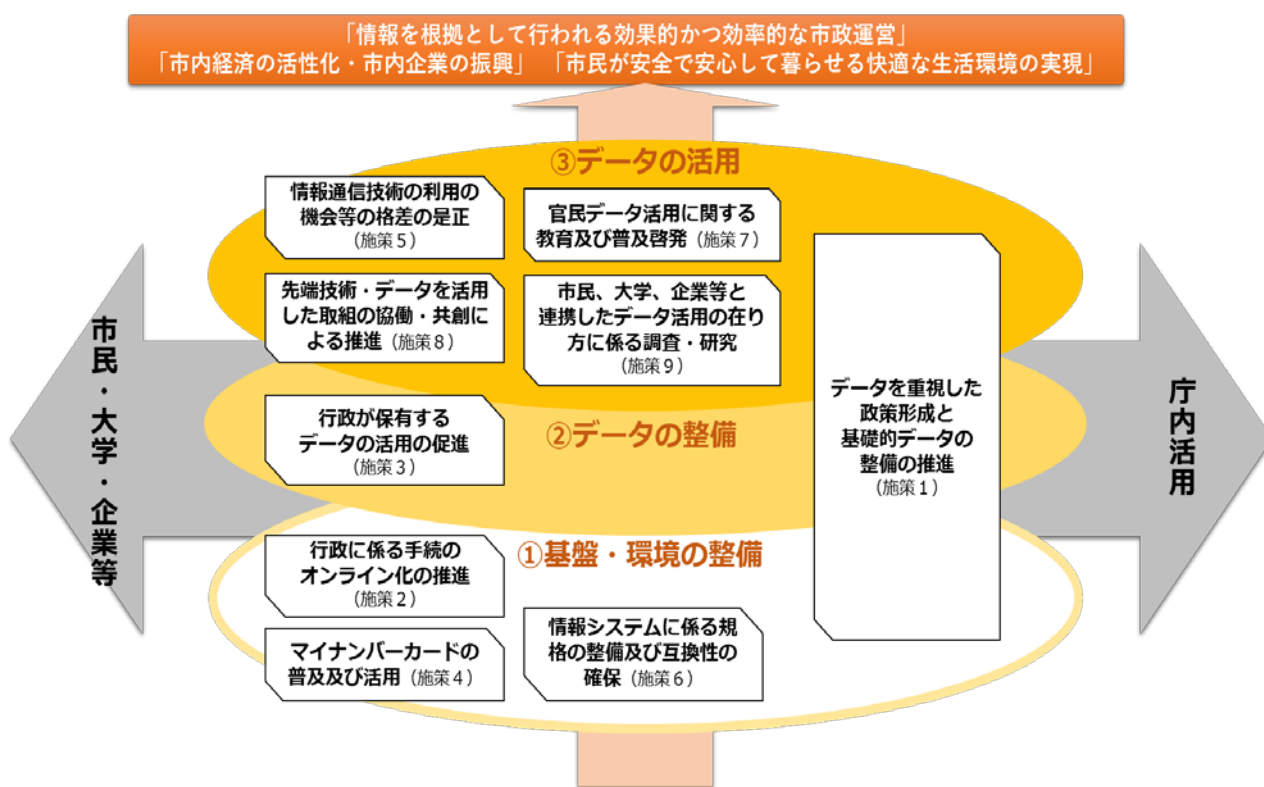 「情報を根拠として行われる効果的かつ効率的な市政運営」
「市内経済の活性化・市内企業の振興」 「市民が安全で安心して暮らせる快適な生活環境の実現」
③データの活用
情報通信技術の利用の
機会等の格差の是正
(施策5)
官民データ活用に関する
教育及び普及啓発(施策7)
先端技術・データを活用
した取組の協働・共創に
よる推進(施策8)
市民、大学、企業等と
連携したデータ活用の在り
方に係る調査・研究
(施策9)
データを重視した
政策形成と
基礎的データの
整備の推進
(施策1)
市民・大学・企業等
庁内活用
②データの整備
行政が保有する
データの活用の促進
(施策3)
①基盤・環境の整備
行政に係る手続の
オンライン化の推進
(施策2)
マイナンバーカードの
普及及び活用(施策4)
情報システムに係る規
格の整備及び互換性の
確保(施策6)